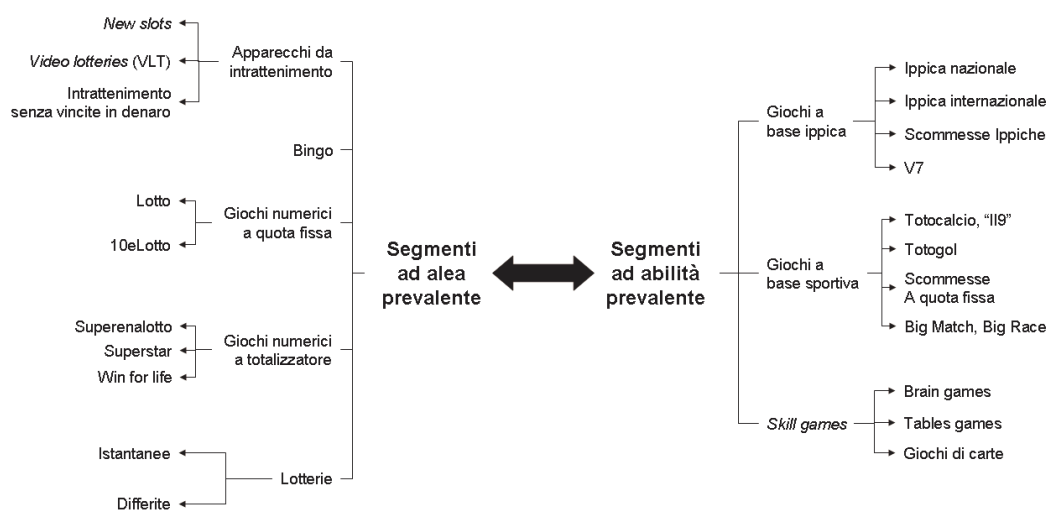 New slots
Video lotteries (VLT)
Intrattenimento
senza vincite in denaro
Apparecchi da
intrattenimento
Bingo
Lotto
10eLotto
Giochi numerici
a quota fissa
Superenalotto
Superstar
Win for life
Giochi numerici
a totalizzatore
Istantanee
Differite
Lotterie
Segmenti
ad alea
prevalente
Segmenti
ad abilità
prevalente
Giochi a
base ippica
Ippica nazionale
Ippica internazionale
Scommesse Ippiche
V7
Giochi a
base sportiva
Totocalcio, “Il9”
Totogol
Scommesse
A quota fissa
Big Match, Big Race
Skill games
Brain games
Tables games
Giochi di carte